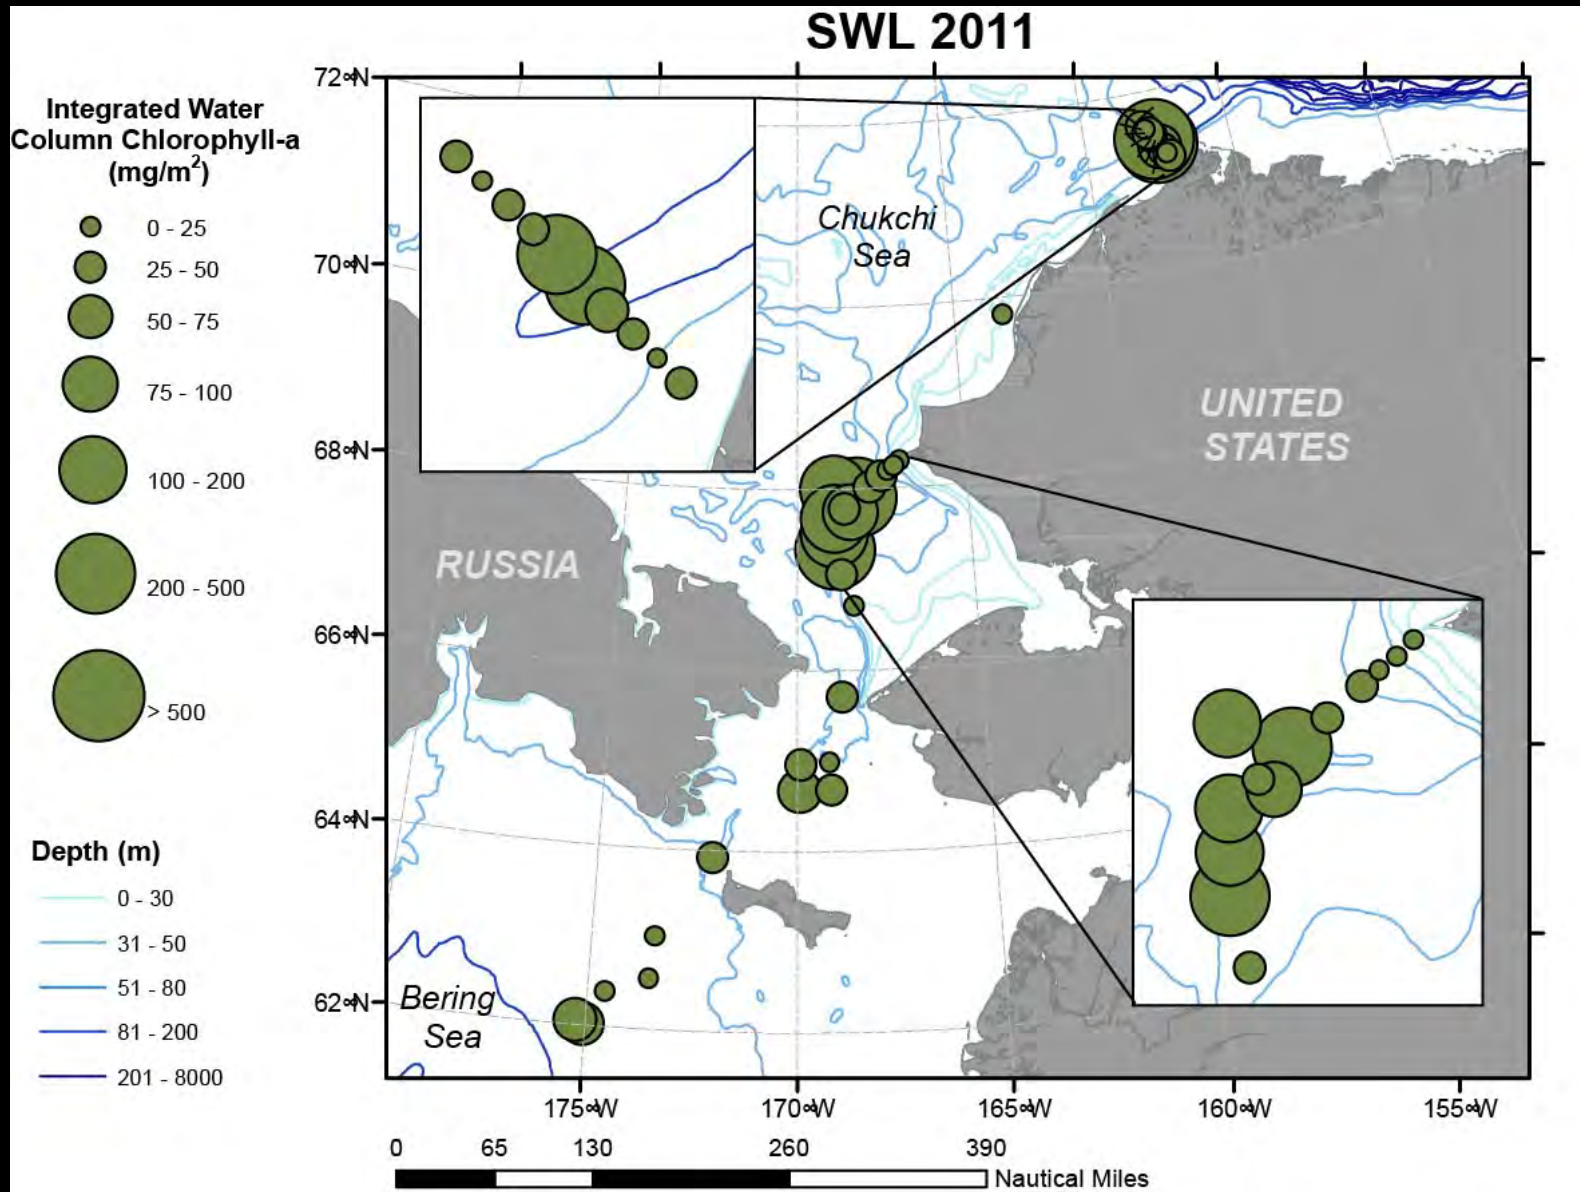 SWL 2011
Integrated Water
Column Chlorophyll-a
(mg/m²)
0 - 25
25 - 50
50 - 75
75 - 100
100 - 200
200 - 500
> 500
Depth (m)
0 - 30
31 - 50
51 - 80
81 - 200
201 - 8000
72°N
70°N
68°N
66°N
64°N
62°N
Chukchi
Sea
UNITED
STATES
RUSSIA
Bering
Sea
175°W
170°W
165°W
160°W
155°W
0 65 130 260 390
Nautical Miles